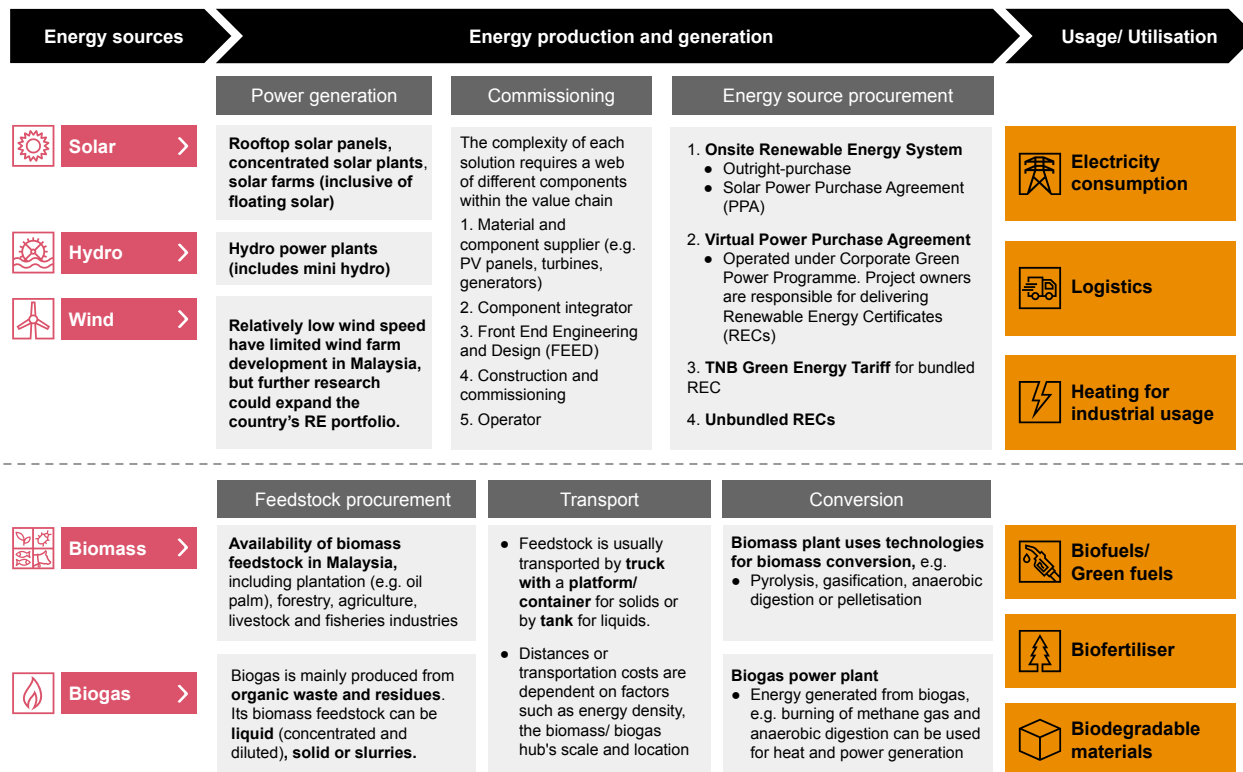 Energy sources
Energy production and generation
Usage/ Utilisation
Power generation
Commissioning
Energy source procurement
Solar
Rooftop solar panels,
concentrated solar plants,
solar farms (inclusive of
floating solar)
Hydro
Hydro power plants
(includes mini hydro)
Wind
Relatively low wind speed
have limited wind farm
development in Malaysia,
but further research
could expand the
country's RE portfolio.
The complexity of each
solution requires a web
of different components
within the value chain
1. Material and
component supplier (e.g.
PV panels, turbines,
generators)
2. Component integrator
3. Front End Engineering
and Design (FEED)
4. Construction and
commissioning
5. Operator
1. Onsite Renewable Energy System
● Outright-purchase
● Solar Power Purchase Agreement
(PPA)
2. Virtual Power Purchase Agreement
● Operated under Corporate Green
Power Programme. Project owners
are responsible for delivering
Renewable Energy Certificates
(RECs)
3. TNB Green Energy Tariff for bundled
REC
4. Unbundled RECs
Electricity
consumption
Logistics
Heating for
industrial usage
Feedstock procurement
Transport
Conversion
Biomass
Availability of biomass
feedstock in Malaysia,
including plantation (e.g. oil
palm), forestry, agriculture,
livestock and fisheries industries
Biogas
Biogas is mainly produced from
organic waste and residues.
Its biomass feedstock can be
liquid (concentrated and
diluted), solid or slurries.
● Feedstock is usually
transported by truck
with a platform/
container for solids or
by tank for liquids.
● Distances or
transportation costs are
dependent on factors
such as energy density,
the biomass/ biogas
hub's scale and location
Biomass plant uses technologies
for biomass conversion, e.g.
● Pyrolysis, gasification, anaerobic
digestion or pelletisation
Biogas power plant
● Energy generated from biogas,
e.g. burning of methane gas and
anaerobic digestion can be used
for heat and power generation
Biofuels/
Green fuels
Biofertiliser
Biodegradable
materials